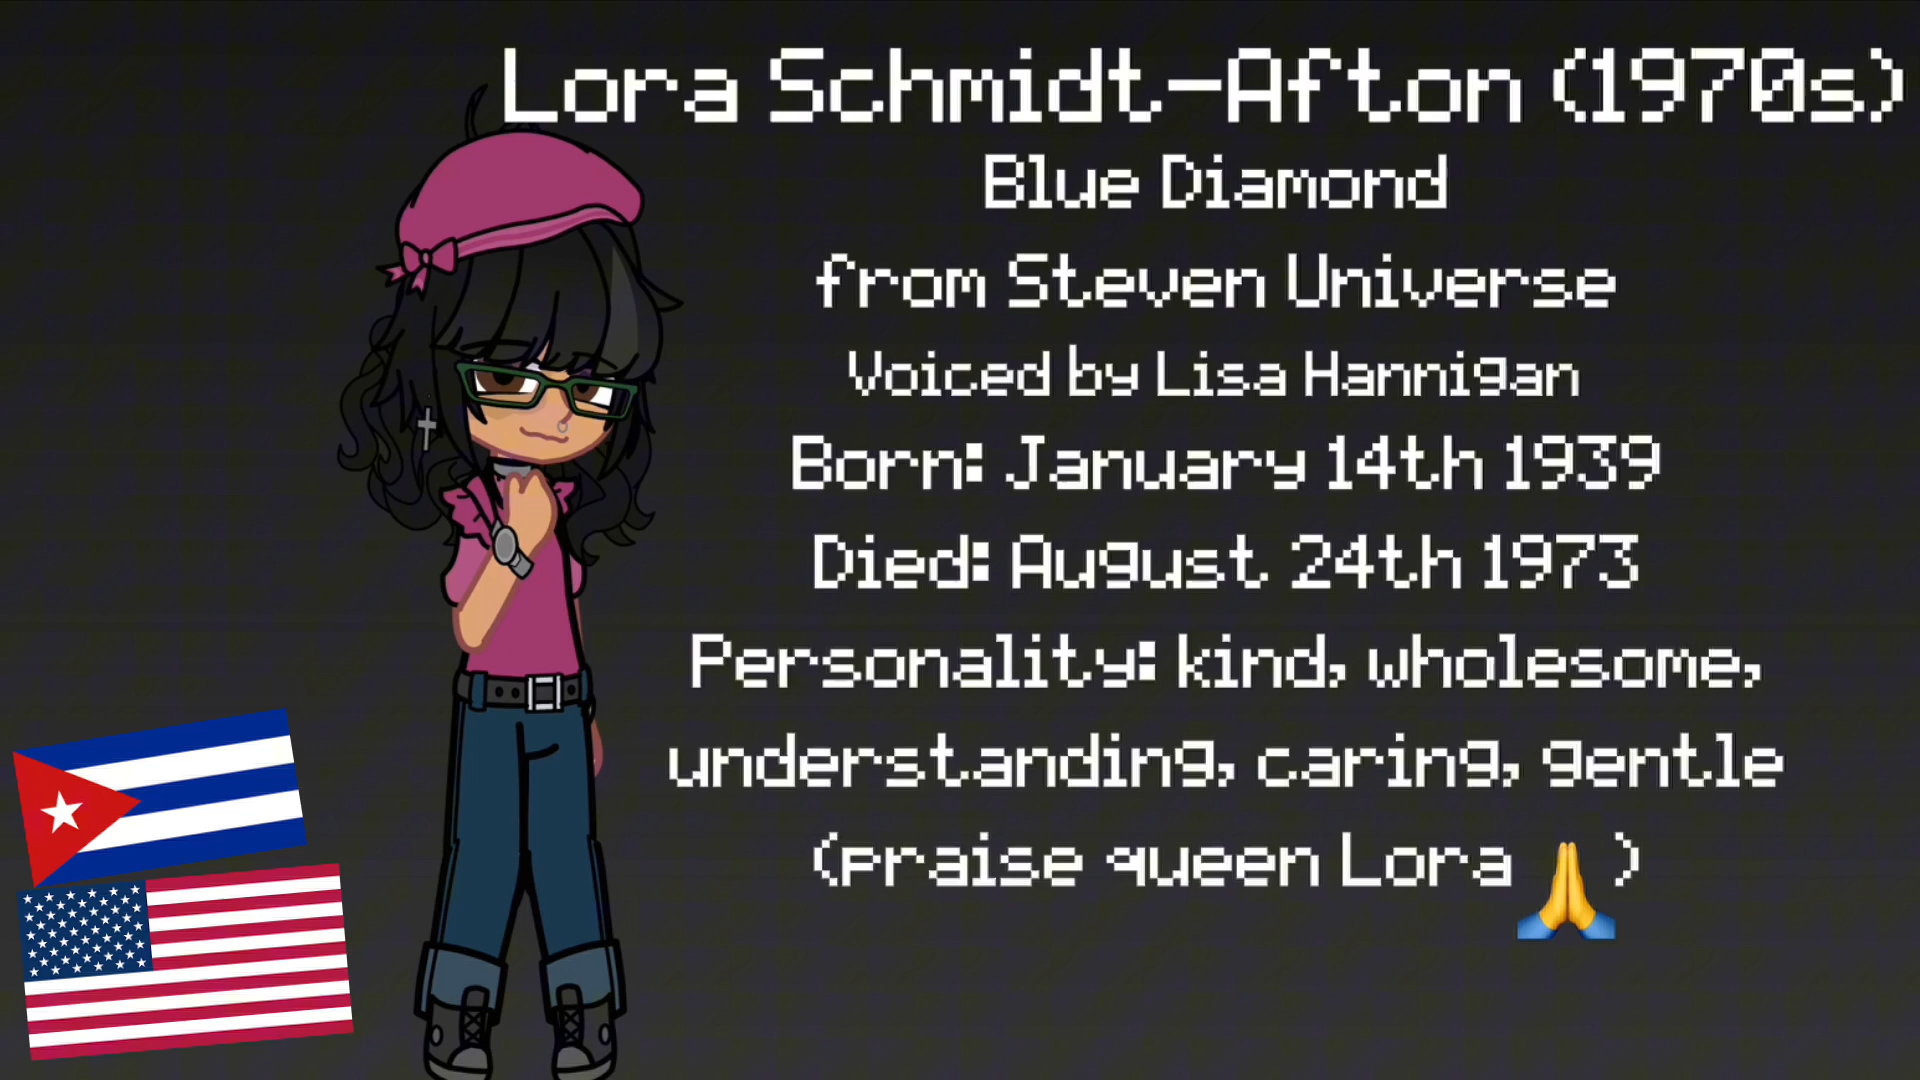 Lora Schmidt-Afton (1970s)
Blue Diamond
from Steven Universe
Voiced by Lisa Hannigan
Born: January 14th 1939
Died: August 24th 1973
Personality: kind, wholesome,
understanding, caring, gentle
(praise queen Lora 🙏)